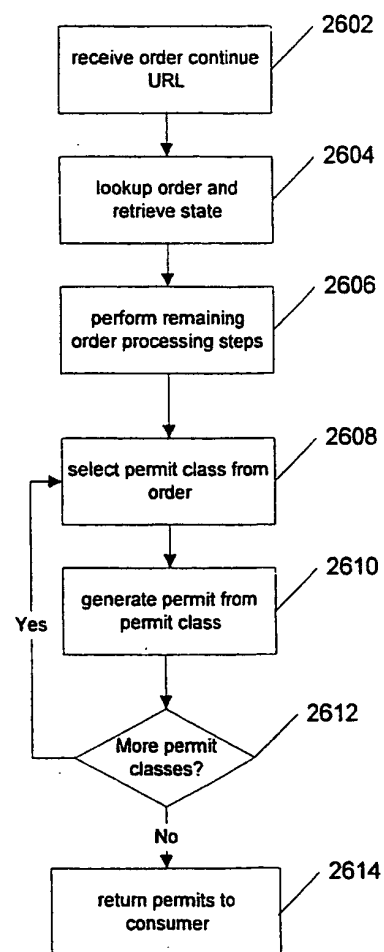 2602
receive order continue
URL
2604
lookup order and
retrieve state
2606
perform remaining
order processing steps
2608
select permit class from
order
2610
generate permit from
permit class
Yes
2612
More permit
classes?
No
2614
return permits to
consumer